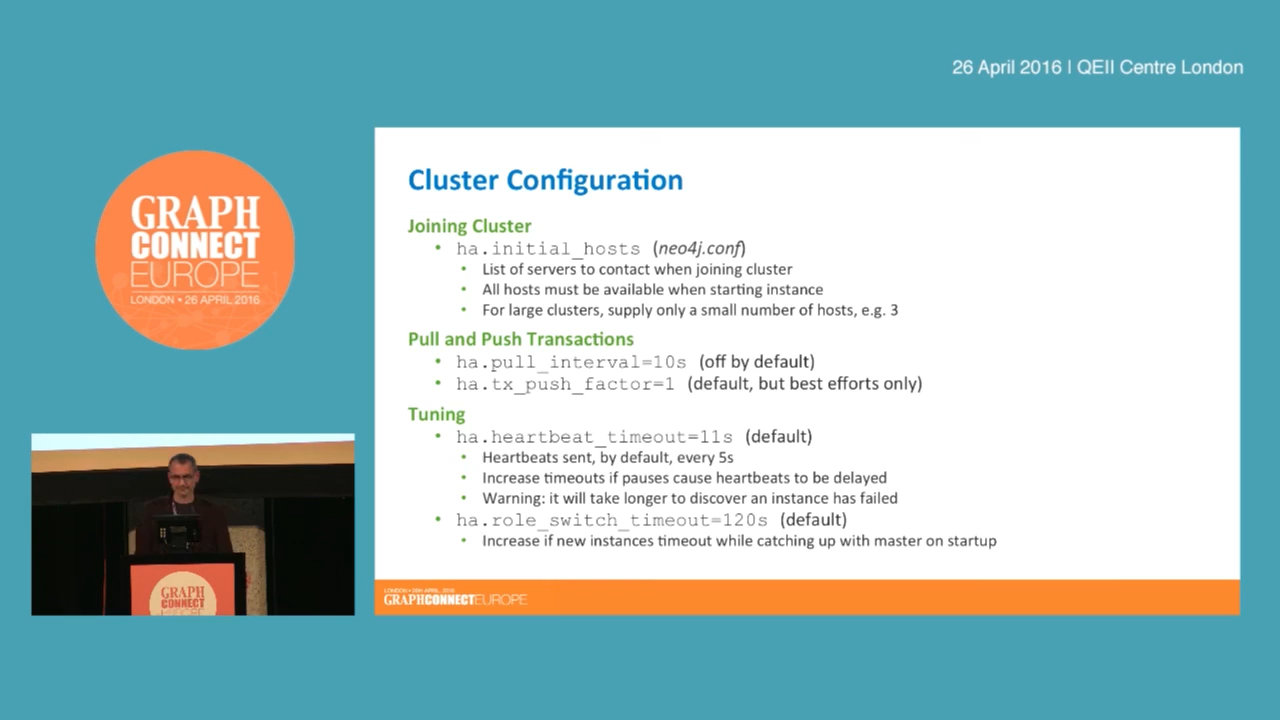 26 April 2016 | QEII Centre London
GRAPH
CONNECT
EUROPE
LONDON • 26 APRIL 2016
Cluster Configuration
Joining Cluster
• ha.initial_hosts (neo4j.conf)
• List of servers to contact when joining cluster
• All hosts must be available when starting instance
• For large clusters, supply only a small number of hosts, e.g. 3
Pull and Push Transactions
• ha.pull_interval=10s (off by default)
• ha.tx_push_factor=1 (default, but best efforts only)
Tuning
• ha.heartbeat_timeout=11s (default)
• Heartbeats sent, by default, every 5s
• Increase timeouts if pauses cause heartbeats to be delayed
• Warning: it will take longer to discover an instance has failed
• ha.role_switch_timeout=120s (default)
• Increase if new instances timeout while catching up with master on startup
GRAPHCONNECTEUROPE
GRAPH
CONNECT